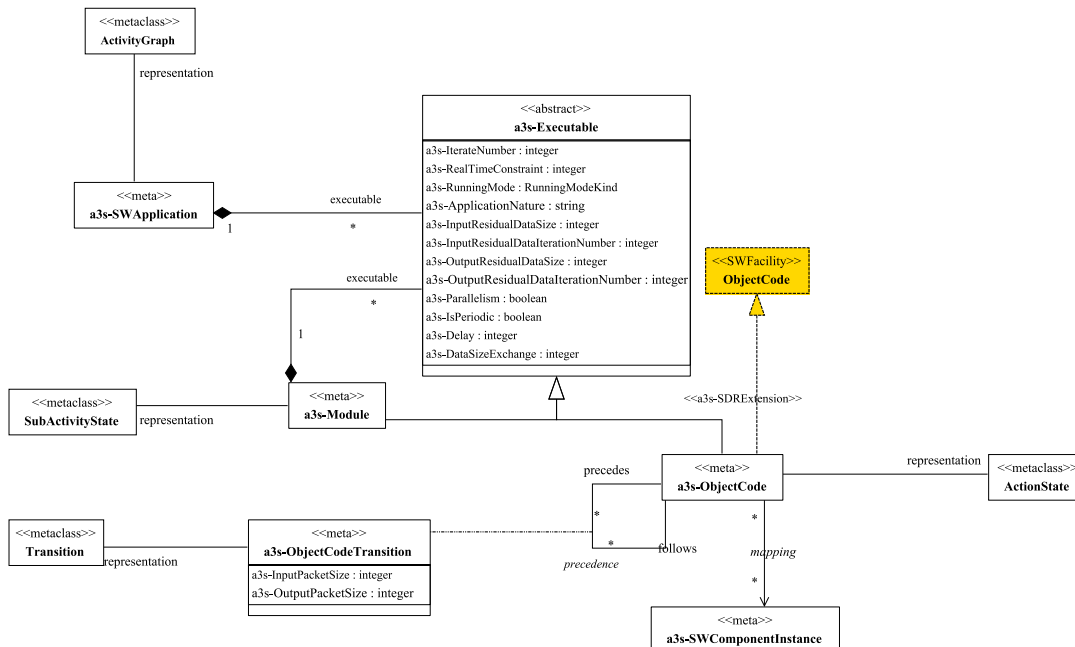 <<metaclass>>
ActivityGraph
representation
<<abstract>>
a3s-Executable
a3s-IterateNumber : integer
a3s-RealTimeConstraint : integer
a3s-RunningMode : RunningModeKind
a3s-ApplicationNature : string
a3s-InputResidualDataSize : integer
a3s-InputResidualDataIterationNumber : integer
a3s-OutputResidualDataSize : integer
a3s-OutputResidualDataIterationNumber : integer
a3s-Parallelism : boolean
a3s-IsPeriodic : boolean
a3s-Delay : integer
a3s-DataSizeExchange : integer
<<meta>>
a3s-SWApplication
executable
1
*
executable
*
1
<<SWFacility>>
ObjectCode
<<a3s-SDRExtension>>
<<metaclass>>
SubActivityState
representation
<<meta>>
a3s-Module
<<meta>>
a3s-ObjectCode
representation
<<metaclass>>
ActionState
precedes
*
*
follows
precedence
*
mapping
*
<<metaclass>>
Transition
representation
<<meta>>
a3s-ObjectCodeTransition
a3s-InputPacketSize : integer
a3s-OutputPacketSize : integer
<<meta>>
a3s-SWComponentInstance